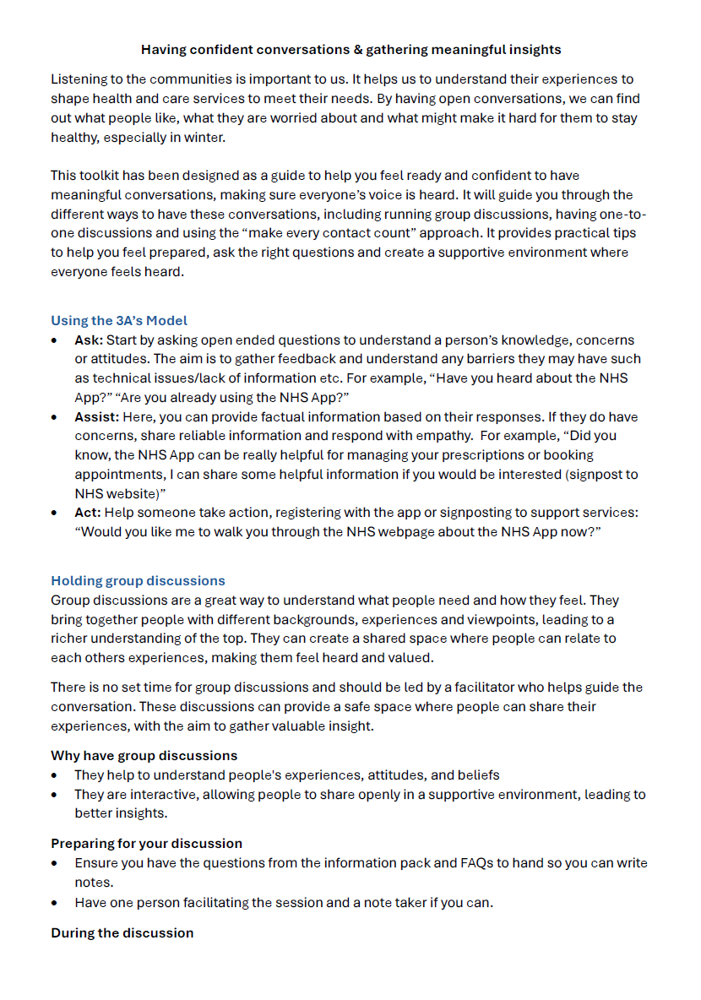 Having confident conversations & gathering meaningful insights
Listening to the communities is important to us. It helps us to understand their experiences to
shape health and care services to meet their needs. By having open conversations, we can find
out what people like, what they are worried about and what might make it hard for them to stay
healthy, especially in winter.
This toolkit has been designed as a guide to help you feel ready and confident to have
meaningful conversations, making sure everyone’s voice is heard. It will guide you through the
different ways to have these conversations, including running group discussions, having one-to-
one discussions and using the “make every contact count” approach. It provides practical tips
to help you feel prepared, ask the right questions and create a supportive environment where
everyone feels heard.
Using the 3A’s Model
• Ask: Start by asking open ended questions to understand a person’s knowledge, concerns
or attitudes. The aim is to gather feedback and understand any barriers they may have such
as technical issues/lack of information etc. For example, “Have you heard about the NHS
App?” “Are you already using the NHS App?”
• Assist: Here, you can provide factual information based on their responses. If they do have
concerns, share reliable information and respond with empathy.  For example, “Did you
know, the NHS App can be really helpful for managing your prescriptions or booking
appointments, I can share some helpful information if you would be interested (signpost to
NHS website)”
• Act: Help someone take action, registering with the app or signposting to support services:
“Would you like me to walk you through the NHS webpage about the NHS App now?”
Holding group discussions
Group discussions are a great way to understand what people need and how they feel. They
bring together people with different backgrounds, experiences and viewpoints, leading to a
richer understanding of the top. They can create a shared space where people can relate to
each others experiences, making them feel heard and valued.
There is no set time for group discussions and should be led by a facilitator who helps guide the
conversation. These discussions can provide a safe space where people can share their
experiences, with the aim to gather valuable insight.
Why have group discussions
• They help to understand people's experiences, attitudes, and beliefs
• They are interactive, allowing people to share openly in a supportive environment, leading to
better insights.
Preparing for your discussion
• Ensure you have the questions from the information pack and FAQs to hand so you can write
notes.
• Have one person facilitating the session and a note taker if you can.
During the discussion